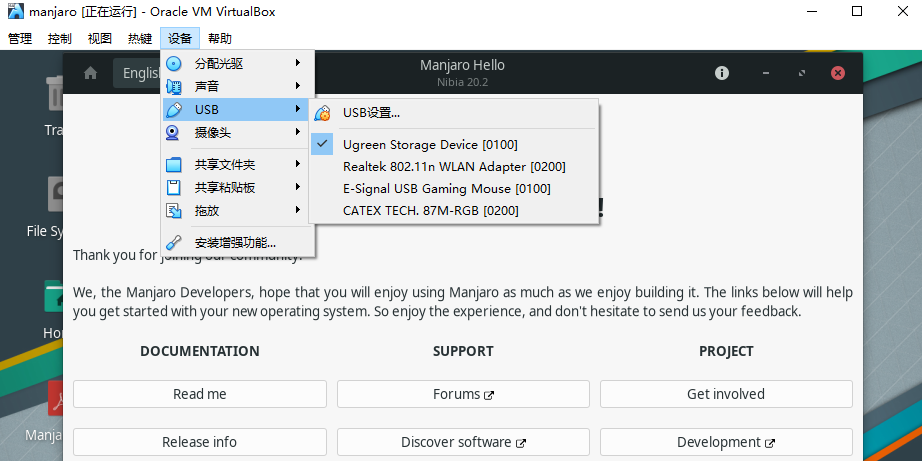 manjaro [正在运行] - Oracle VM VirtualBox
管理 控制 视图 热键 设备 帮助
English
Manjaro Hello
Nibia 20.2
分配光驱
声音
USB
摄像头
共享文件夹
共享粘贴板
拖放
安装增强功能...
USB设置...
Ugreen Storage Device [0100]
Realtek 802.11n WLAN Adapter [0200]
E-Signal USB Gaming Mouse [0100]
CATEX TECH. 87M-RGB [0200]
!
Tra
File Sy
Ho
Manja
Thank you for joining our community!
We, the Manjaro Developers, hope that you will enjoy using Manjaro as much as we enjoy building it. The links below will help
you get started with your new operating system. So enjoy the experience, and don't hesitate to send us your feedback.
DOCUMENTATION SUPPORT PROJECT
Read me Forums Get involved
Release info Discover software Development